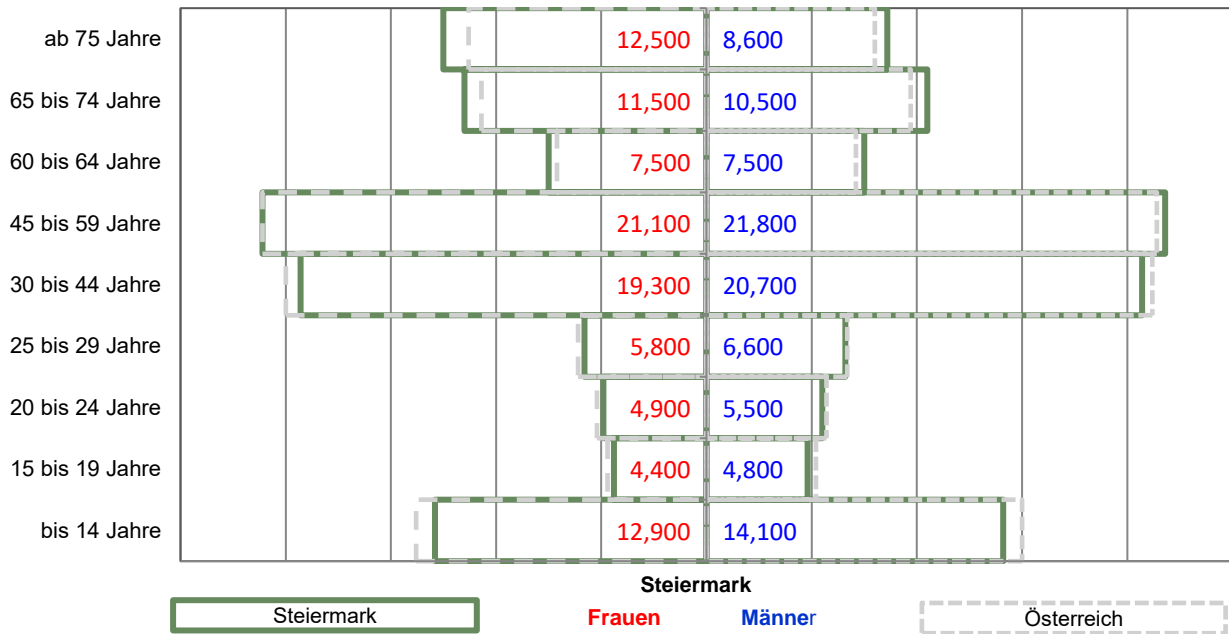 ab 75 Jahre 12,500 8,600
65 bis 74 Jahre 11,500 10,500
60 bis 64 Jahre 7,500 7,500
45 bis 59 Jahre 21,100 21,800
30 bis 44 Jahre 19,300 20,700
25 bis 29 Jahre 5,800 6,600
20 bis 24 Jahre 4,900 5,500
15 bis 19 Jahre 4,400 4,800
bis 14 Jahre 12,900 14,100
Steiermark
Steiermark Frauen Männer Österreich